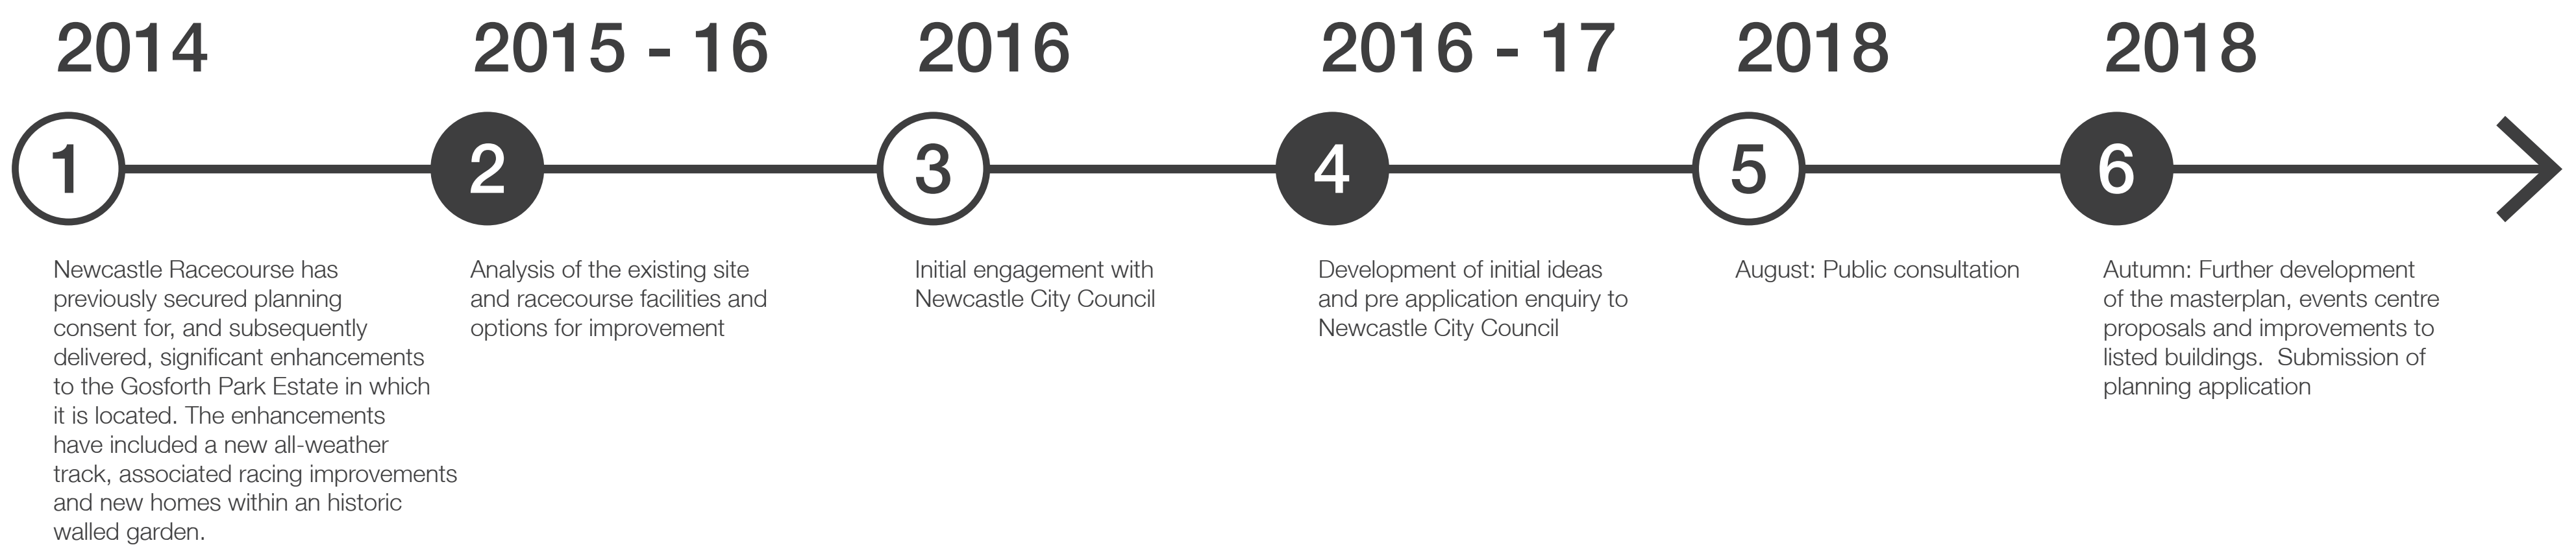 2014
2015 - 16
2016
2016 - 17
2018
2018
1
2
3
4
5
6
Newcastle Racecourse has
previously secured planning
consent for, and subsequently
delivered, significant enhancements
to the Gosforth Park Estate in which
it is located. The enhancements
have included a new all-weather
track, associated racing improvements
and new homes within an historic
walled garden.
Analysis of the existing site
and racecourse facilities and
options for improvement
Initial engagement with
Newcastle City Council
Development of initial ideas
and pre application enquiry to
Newcastle City Council
August: Public consultation
Autumn: Further development
of the masterplan, events centre
proposals and improvements to
listed buildings.  Submission of
planning application